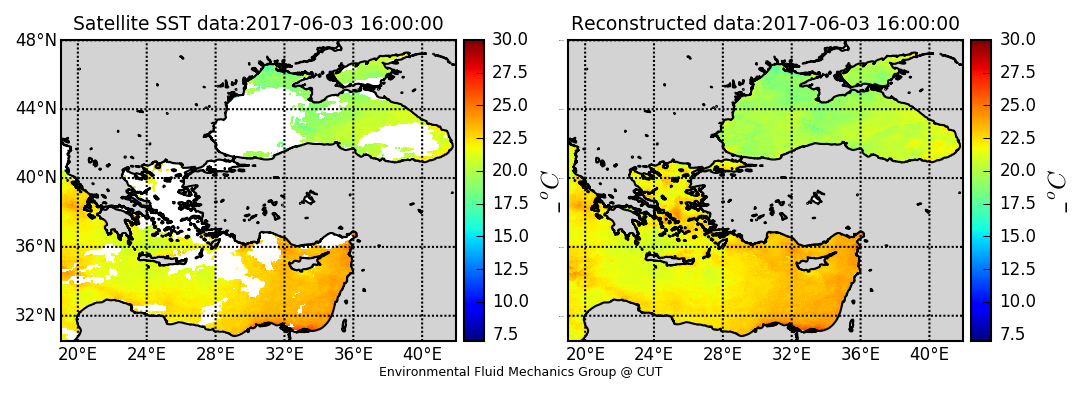 Satellite SST data:2017-06-03 16:00:00
Reconstructed data:2017-06-03 16:00:00
48°N
44°N
40°N
36°N
32°N
20°E 24°E 28°E 32°E 36°E 40°E
30.0
27.5
25.0
22.5
20.0
17.5
15.0
12.5
10.0
7.5
_°C
20°E 24°E 28°E 32°E 36°E 40°E
30.0
27.5
25.0
22.5
20.0
17.5
15.0
12.5
10.0
7.5
_°C
Environmental Fluid Mechanics Group @ CUT